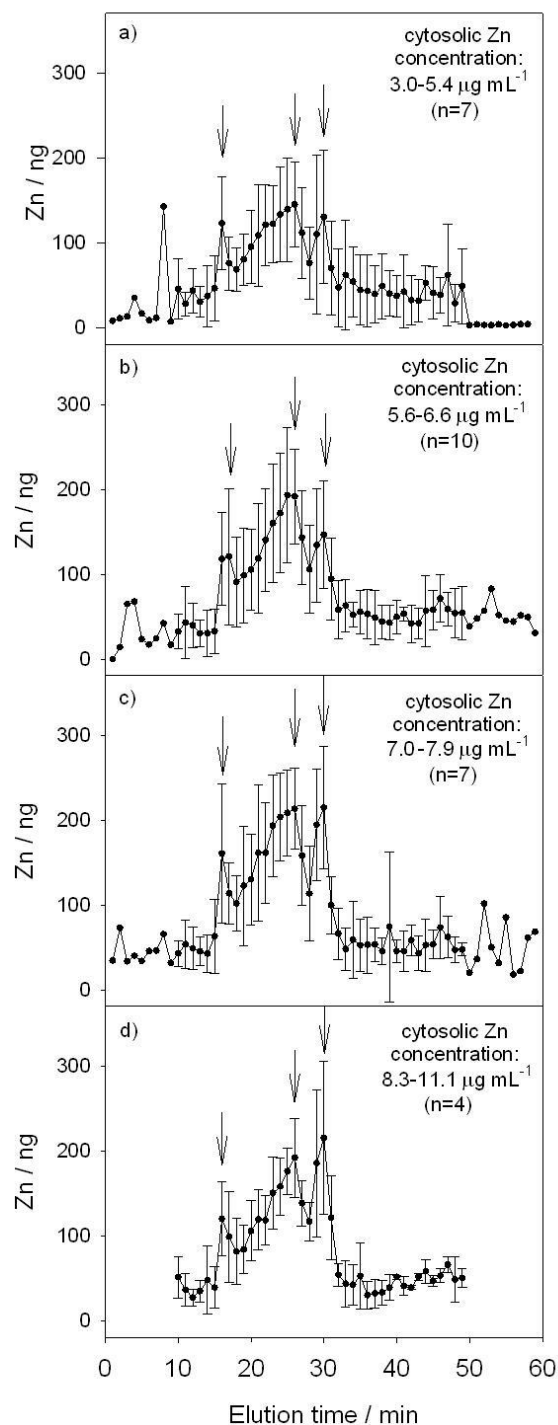 a)
cytosolic Zn
concentration:
3.0-5.4 μg mL⁻¹
(n=7)
300
200
100
0
Zn / ng
b)
cytosolic Zn
concentration:
5.6-6.6 μg mL⁻¹
(n=10)
300
200
100
0
Zn / ng
c)
cytosolic Zn
concentration:
7.0-7.9 μg mL⁻¹
(n=7)
300
200
100
0
Zn / ng
d)
cytosolic Zn
concentration:
8.3-11.1 μg mL⁻¹
(n=4)
300
200
100
0
Zn / ng
0 10 20 30 40 50 60
Elution time / min